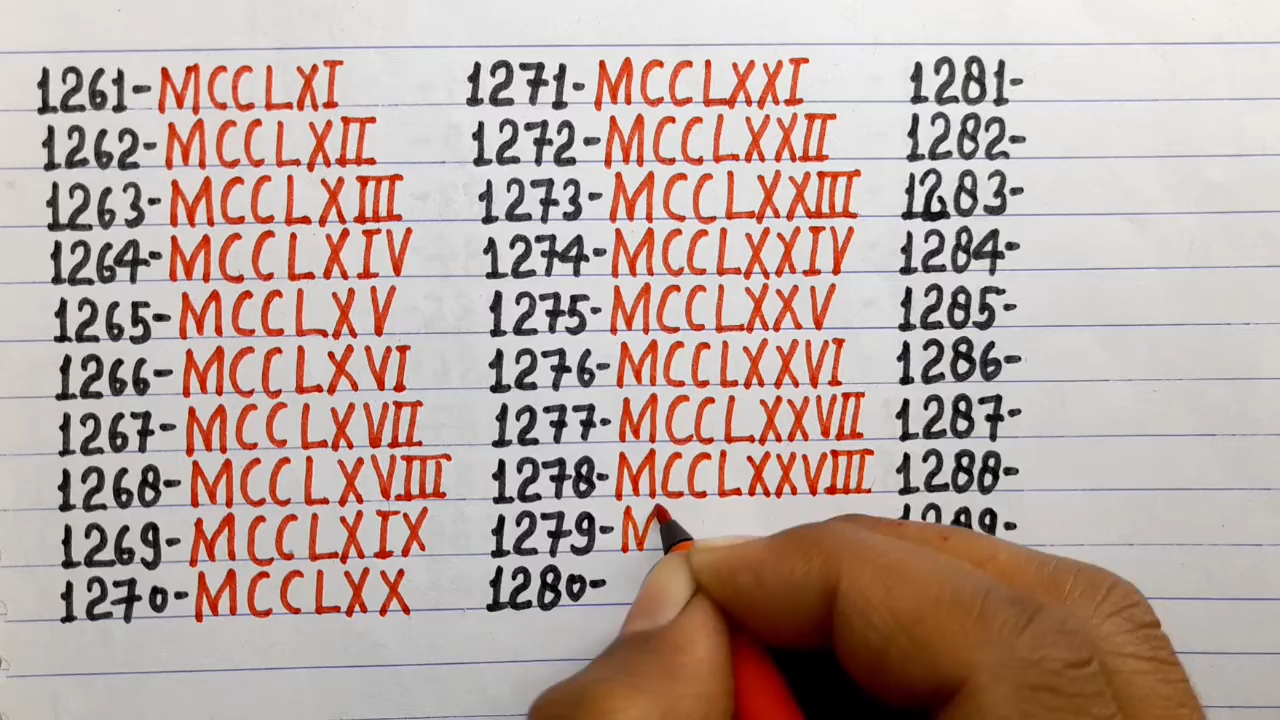 1261-MCCLXI
1262-MCCLXII
1263-MCCLXIII
1264-MCCLXIV
1265-MCCLXV
1266-MCCLXVI
1267-MCCLXVII
1268-MCCLXVIII
1269-MCCLXIX
1270-MCCLXX
1271-MCCLXXI
1272-MCCLXXII
1273-MCCLXXIII
1274-MCCLXXIV
1275-MCCLXXV
1276-MCCLXXVI
1277-MCCLXXVII
1278-MCCLXXVIII
1279-M
1280-
1281-
1282-
1283-
1284-
1285-
1286-
1287-
1288-
1289-